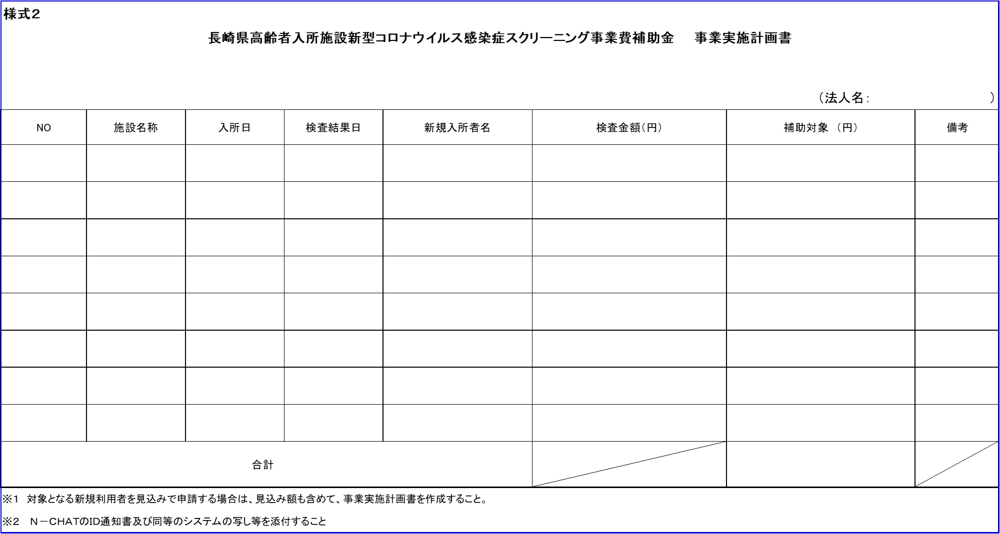 様式２
長崎県高齢者入所施設新型コロナウイルス感染症スクリーニング事業費補助金　事業実施計画書
（法人名：　　　　　　　　　）
NO　施設名称　入所日　検査結果日　新規入所者名　検査金額（円）　補助対象　（円）　備考
合計
※１　対象となる新規利用者を見込みで申請する場合は、見込み額も含めて、事業実施計画書を作成すること。
※２　Ｎ－ＣＨＡＴのＩＤ通知書及び同等のシステムの写し等を添付すること